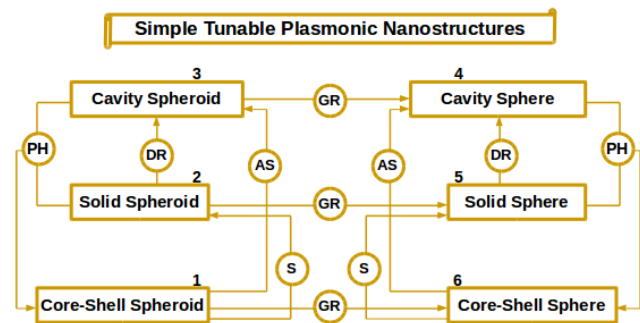 Simple Tunable Plasmonic Nanostructures
3 4
Cavity Spheroid GR Cavity Sphere
PH DR AS AS DR PH
2 5
Solid Spheroid GR Solid Sphere
S S
1 6
Core-Shell Spheroid GR Core-Shell Sphere